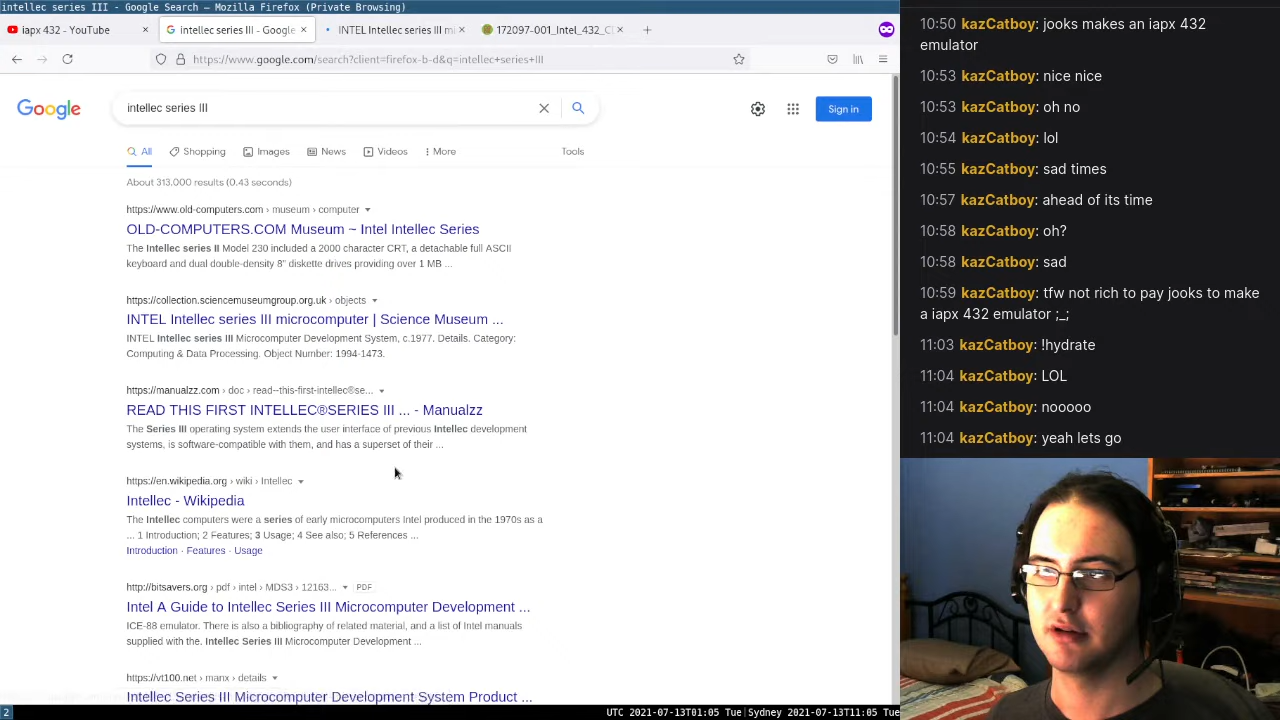 intellec series III - Google Search — Mozilla Firefox (Private Browsing)
iapx 432 - YouTube
intellec series III - Google
INTEL Intellec series III m
172097-001_Intel_432_C
https://www.google.com/search?client=firefox-b-d&q=intellec+series+III
Google
intellec series III
Sign in
All
Shopping
Images
News
Videos
More
Tools
About 313,000 results (0.43 seconds)
https://www.old-computers.com › museum › computer
OLD-COMPUTERS.COM Museum ~ Intel Intellec Series
The Intellec series II Model 230 included a 2000 character CRT, a detachable full ASCII
keyboard and dual double-density 8" diskette drives providing over 1 MB ...
https://collection.sciencemuseumgroup.org.uk › objects
INTEL Intellec series III microcomputer | Science Museum ...
INTEL Intellec series III Microcomputer Development System, c.1977. Details. Category:
Computing & Data Processing. Object Number: 1994-1473.
https://manualzz.com › doc › read--this-first-intellec®se...
READ THIS FIRST INTELLEC®SERIES III ... - Manualzz
The Series III operating system extends the user interface of previous Intellec development
systems, is software-compatible with them, and has a superset of their ...
https://en.wikipedia.org › wiki › Intellec
Intellec - Wikipedia
The Intellec computers were a series of early microcomputers Intel produced in the 1970s as a
... 1 Introduction; 2 Features; 3 Usage; 4 See also; 5 References ...
Introduction · Features · Usage
http://bitsavers.org › pdf › intel › MDS3 › 12163... PDF
Intel A Guide to Intellec Series III Microcomputer Development ...
ICE-88 emulator. There is also a bibliography of related material, and a list of Intel manuals
supplied with the. Intellec Series III Microcomputer Development ...
https://vt100.net › manx › details
Intellec Series III Microcomputer Development System Product ...
2
UTC 2021-07-13T01:05 Tue|Sydney 2021-07-13T11:05 Tue
10:50 kazCatboy: jooks makes an iapx 432
emulator
10:53 kazCatboy: nice nice
10:53 kazCatboy: oh no
10:54 kazCatboy: lol
10:55 kazCatboy: sad times
10:57 kazCatboy: ahead of its time
10:58 kazCatboy: oh?
10:58 kazCatboy: sad
10:59 kazCatboy: tfw not rich to pay jooks to make
a iapx 432 emulator ;_;
11:03 kazCatboy: !hydrate
11:04 kazCatboy: LOL
11:04 kazCatboy: nooooo
11:04 kazCatboy: yeah lets go